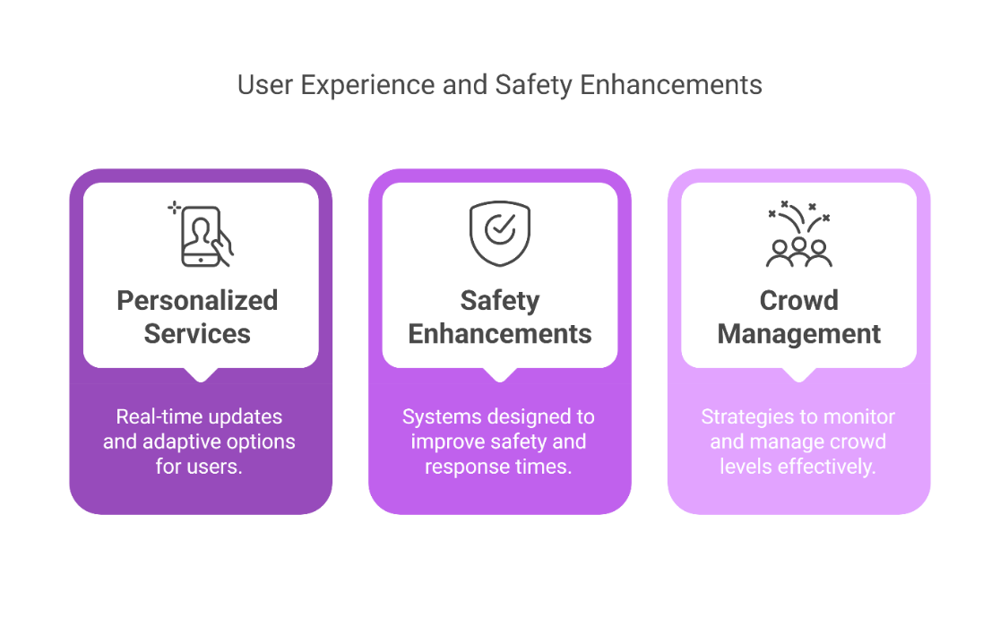 User Experience and Safety Enhancements
Personalized
Services
Real-time updates
and adaptive options
for users.
Safety
Enhancements
Systems designed to
improve safety and
response times.
Crowd
Management
Strategies to monitor
and manage crowd
levels effectively.